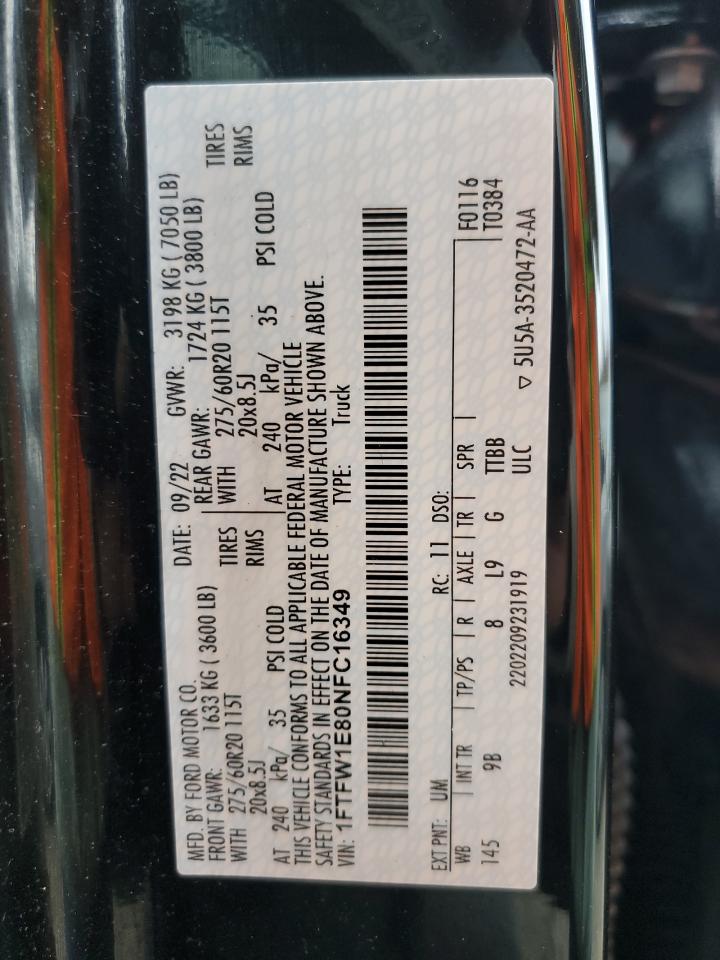 MFD. BY FORD MOTOR CO.
DATE: 09/22 GVWR: 3198 KG ( 7050 LB)
FRONT GAWR: 1633 KG ( 3600 LB)
REAR GAWR: 1724 KG ( 3800 LB)
WITH 275/60R20 115T TIRES
WITH 275/60R20 115T TIRES
20x8.5J RIMS
20x8.5J RIMS
AT 240 kPa/ 35 PSI COLD
AT 240 kPa/ 35 PSI COLD
THIS VEHICLE CONFORMS TO ALL APPLICABLE FEDERAL MOTOR VEHICLE
SAFETY STANDARDS IN EFFECT ON THE DATE OF MANUFACTURE SHOWN ABOVE.
VIN: 1FTFW1E80NFC16349 TYPE: Truck
EXT PNT: UM RC: 11 DSO: F0116
WB INT TR TP/PS R AXLE TR SPR T0384
145 9B 8 L9 G TTBB
2202209231919 ULC ▽ 5U5A-3520472-AA